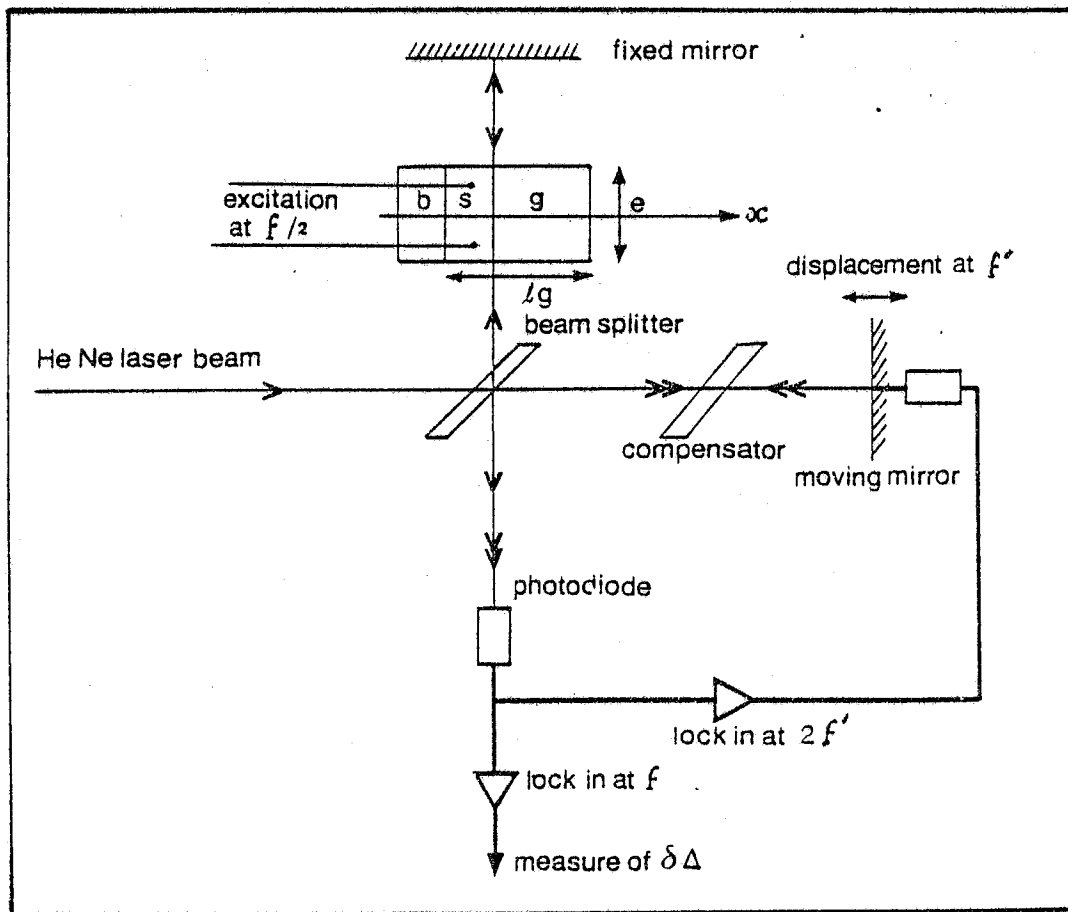 fixed mirror
b s g e
excitation
at f/2
x
displacement at f'
lg
beam splitter
He Ne laser beam
compensator
moving mirror
photodiode
lock in at 2f'
lock in at f
measure of δΔ